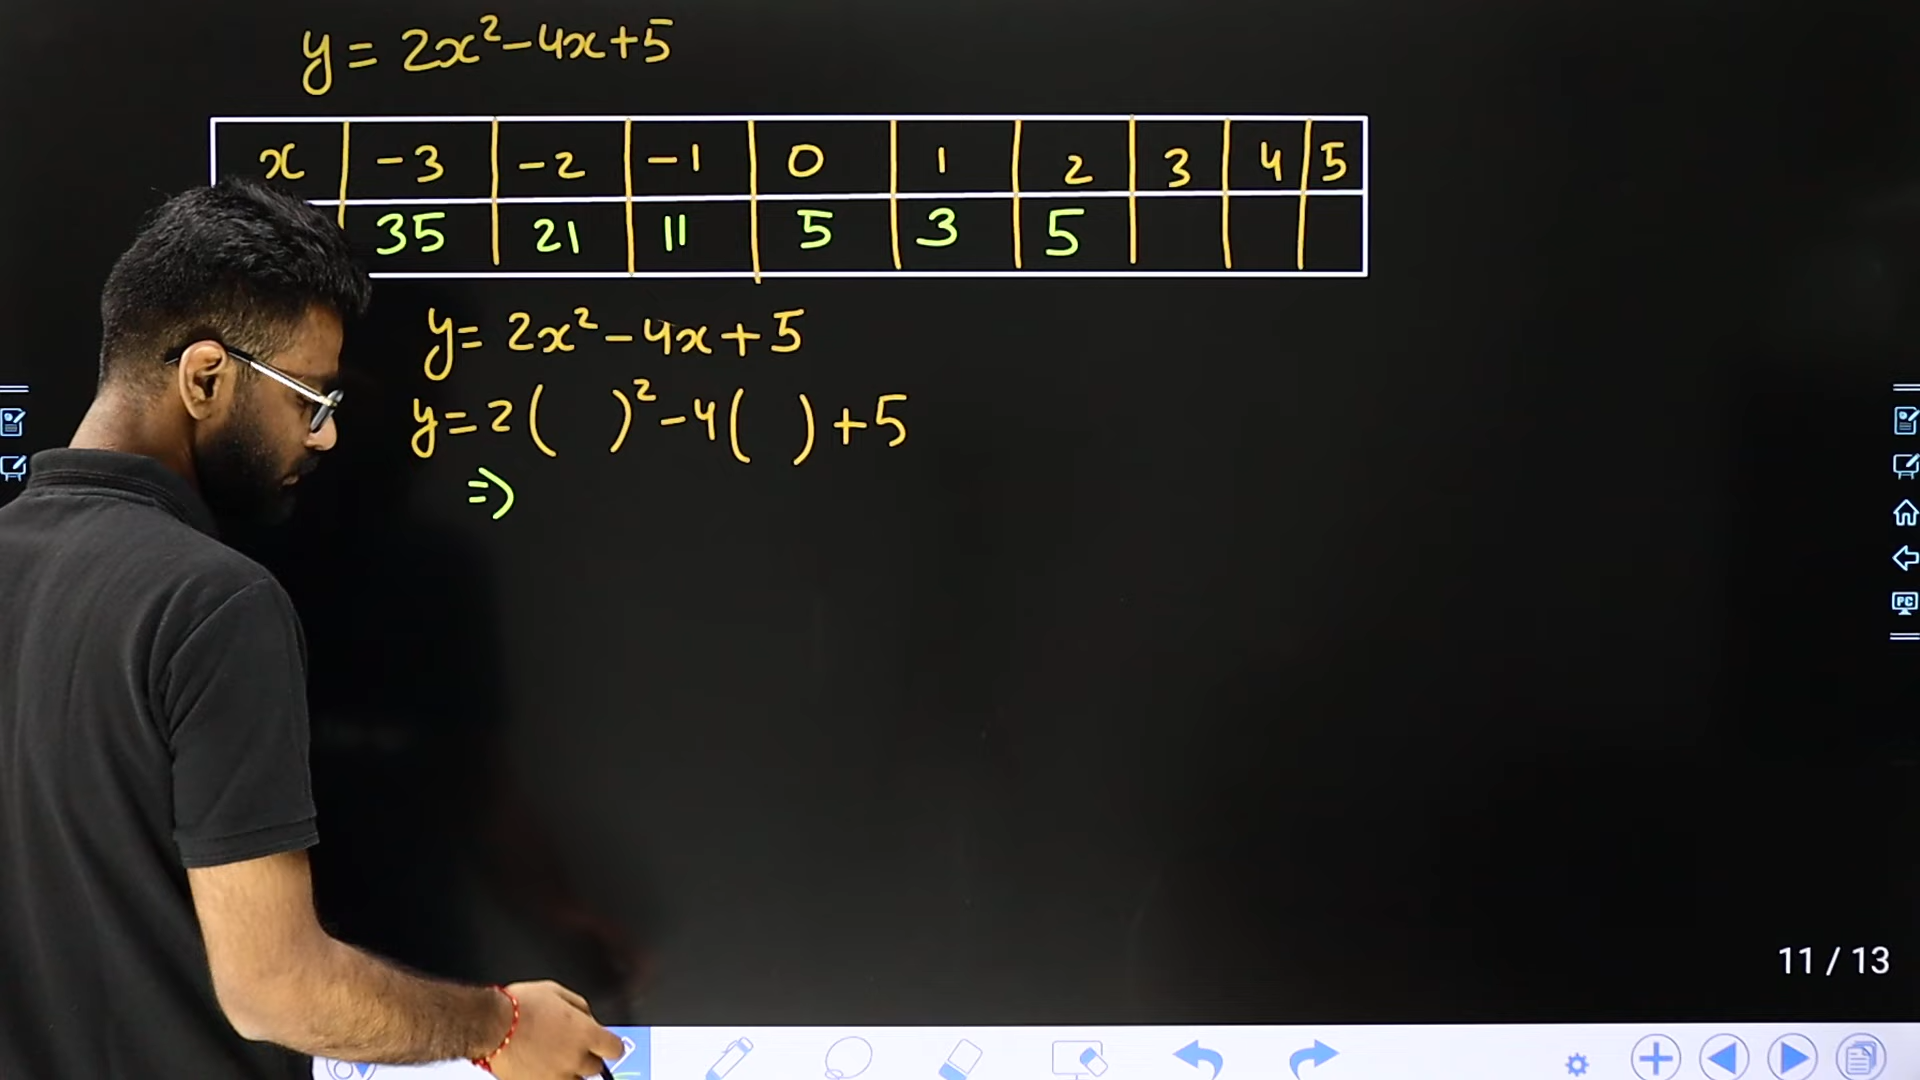 y = 2x² - 4x + 5
x -3 -2 -1 0 1 2 3 4 5
35 21 11 5 3 5
y = 2x² - 4x + 5
y = 2( )² - 4( ) + 5
⇒
PC
11 / 13